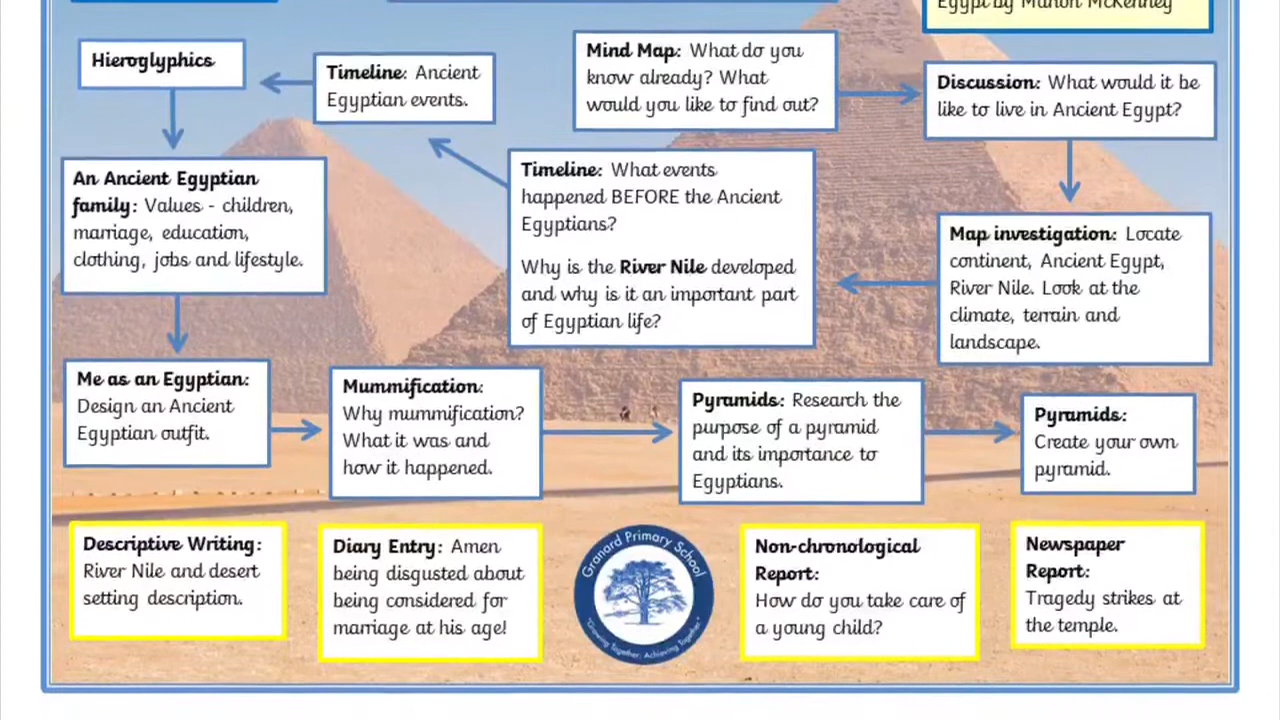 Egypt by Manon McKenney
Mind Map: What do you
know already? What
would you like to find out?
Discussion: What would it be
like to live in Ancient Egypt?
Map investigation: Locate
continent, Ancient Egypt,
River Nile. Look at the
climate, terrain and
landscape.
Timeline: What events
happened BEFORE the Ancient
Egyptians?
Why is the River Nile developed
and why is it an important part
of Egyptian life?
Timeline: Ancient
Egyptian events.
Hieroglyphics
An Ancient Egyptian
family: Values - children,
marriage, education,
clothing, jobs and lifestyle.
Me as an Egyptian:
Design an Ancient
Egyptian outfit.
Mummification:
Why mummification?
What it was and
how it happened.
Pyramids: Research the
purpose of a pyramid
and its importance to
Egyptians.
Pyramids:
Create your own
pyramid.
Descriptive Writing:
River Nile and desert
setting description.
Diary Entry: Amen
being disgusted about
being considered for
marriage at his age!
Granard Primary School
"Growing Together; Achieving Together"
Non-chronological
Report:
How do you take care of
a young child?
Newspaper
Report:
Tragedy strikes at
the temple.